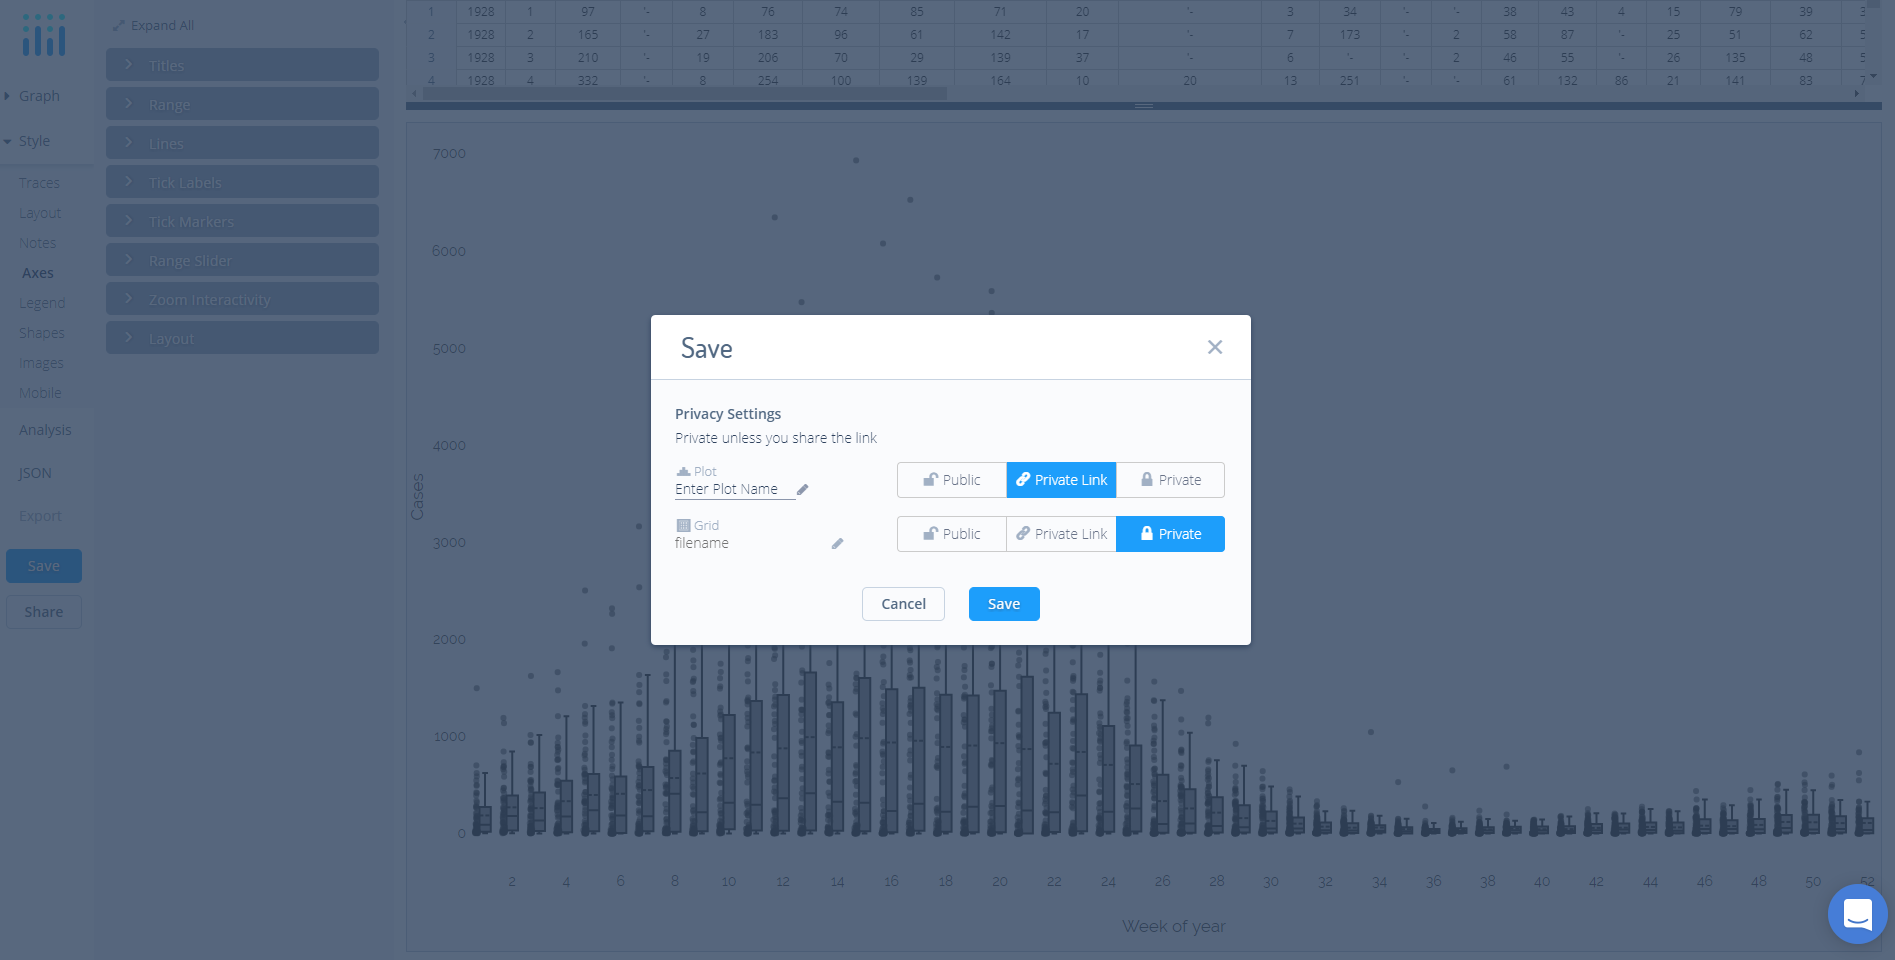 1 1928 1 97 '- 8 76 74 85 71 20 '- 3 34 '- '- 38 43 4 15 79 39
2 1928 2 165 '- 27 183 96 61 142 17 '- 7 173 '- 2 58 87 '- 25 51 62
3 1928 3 210 '- 19 206 70 29 139 37 '- 6 '- '- 2 46 55 '- 26 135 48
4 1928 4 332 '- 8 254 100 139 164 10 20 13 251 '- '- 61 132 86 21 141 83
Graph
Style
Traces
Layout
Notes
Axes
Legend
Shapes
Images
Mobile
Analysis
JSON
Export
Save
Share
Expand All
Titles
Range
Lines
Tick Labels
Tick Markers
Range Slider
Zoom Interactivity
Layout
7000
6000
5000
4000
3000
2000
1000
0
Cases
2 4 6 8 10 12 14 16 18 20 22 24 26 28 30 32 34 36 38 40 42 44 46 48 50 52
Week of year
Save
Privacy Settings
Private unless you share the link
Plot
Enter Plot Name
Public Private Link Private
Grid
filename
Public Private Link Private
Cancel Save